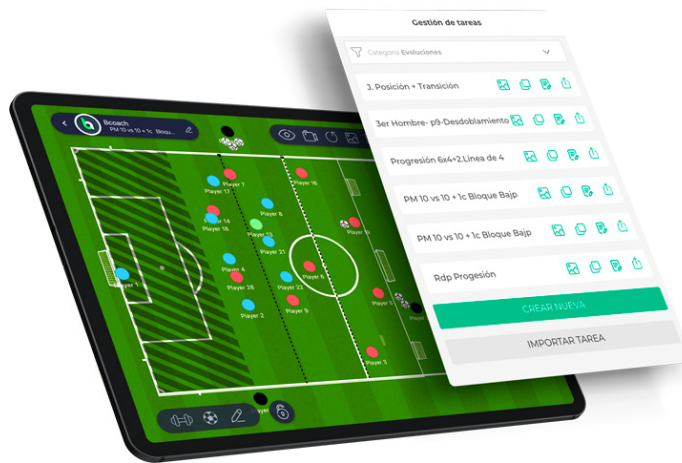 Gestión de tareas
Categoria Evoluciones
J. Posición + Transición
3er Hombre- p9-Desdoblamiento
Progresión 6x4+2.Linea de 4
PM 10 vs 10 + 1c Bloque Bajp
PM 10 vs 10 + 1c Bloque Bajp
Rdp Progesión
CREAR NUEVA
IMPORTAR TAREA
Bcoach
PM 10 vs 10 + 1c Bloqu...
Player 7
Player 16
Player 17
Player 8
Player 14
Player 18
Player 13
Player 21
Player 4
Player 6
Player 1
Player 28
Player 22
Player 2
Player 9
Player 3